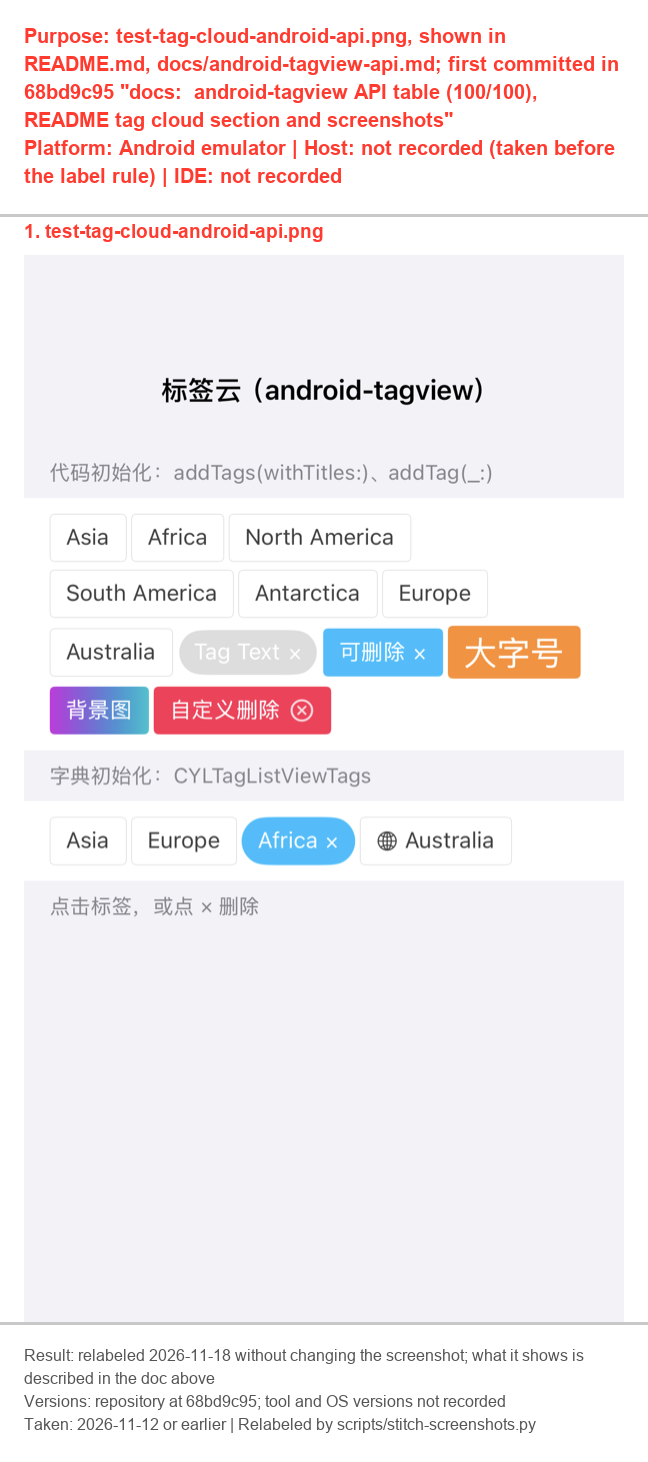 Purpose: test-tag-cloud-android-api.png, shown in
README.md, docs/android-tagview-api.md; first committed in
68bd9c95 "docs:  android-tagview API table (100/100),
README tag cloud section and screenshots"
Platform: Android emulator | Host: not recorded (taken before
the label rule) | IDE: not recorded
1. test-tag-cloud-android-api.png
标签云（android-tagview）
代码初始化：addTags(withTitles:)、addTag(_:)
Asia Africa North America
South America Antarctica Europe
Australia Tag Text × 可删除 × 大字号
背景图 自定义删除 ⊗
字典初始化：CYLTagListViewTags
Asia Europe Africa × Australia
点击标签，或点 × 删除
Result: relabeled 2026-11-18 without changing the screenshot; what it shows is
described in the doc above
Versions: repository at 68bd9c95; tool and OS versions not recorded
Taken: 2026-11-12 or earlier | Relabeled by scripts/stitch-screenshots.py